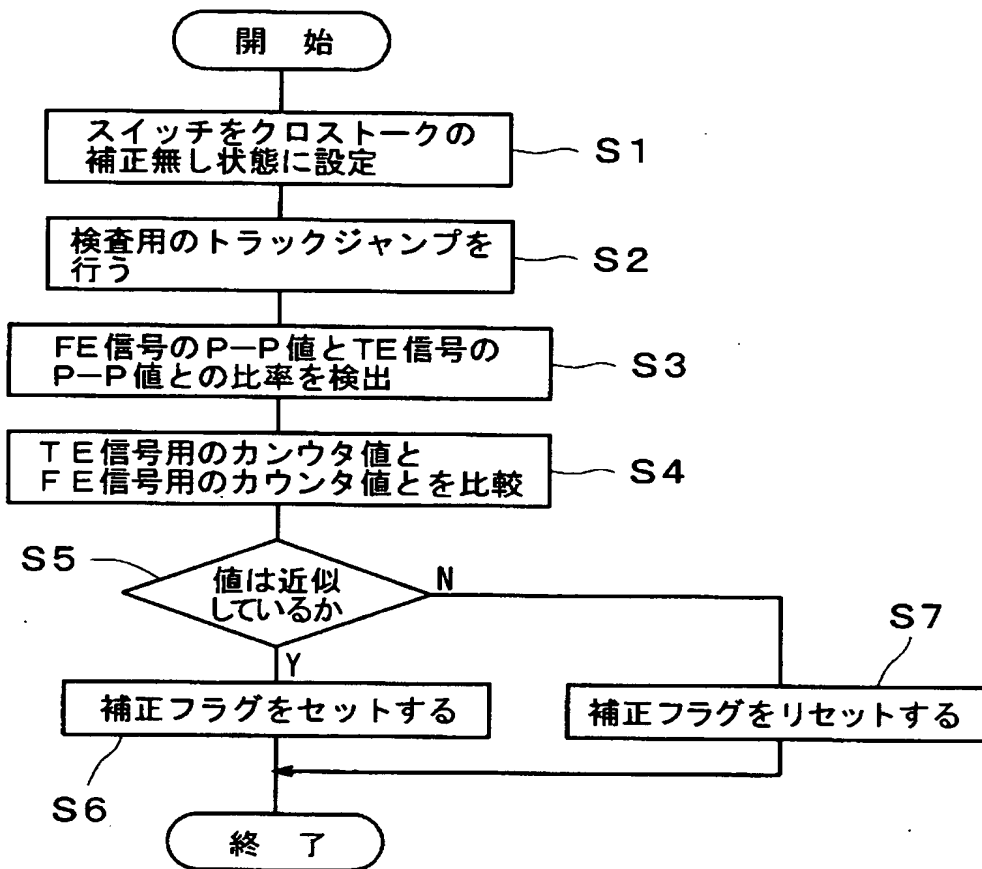 開 始
スイッチをクロストークの
補正無し状態に設定
S1
検査用のトラックジャンプを
行う
S2
FE信号のP−P値とTE信号の
P−P値との比率を検出
S3
TE信号用のカンウタ値と
FE信号用のカウンタ値とを比較
S4
S5
値は近似
しているか
N
Y
S7
補正フラグをセットする
補正フラグをリセットする
S6
終 了